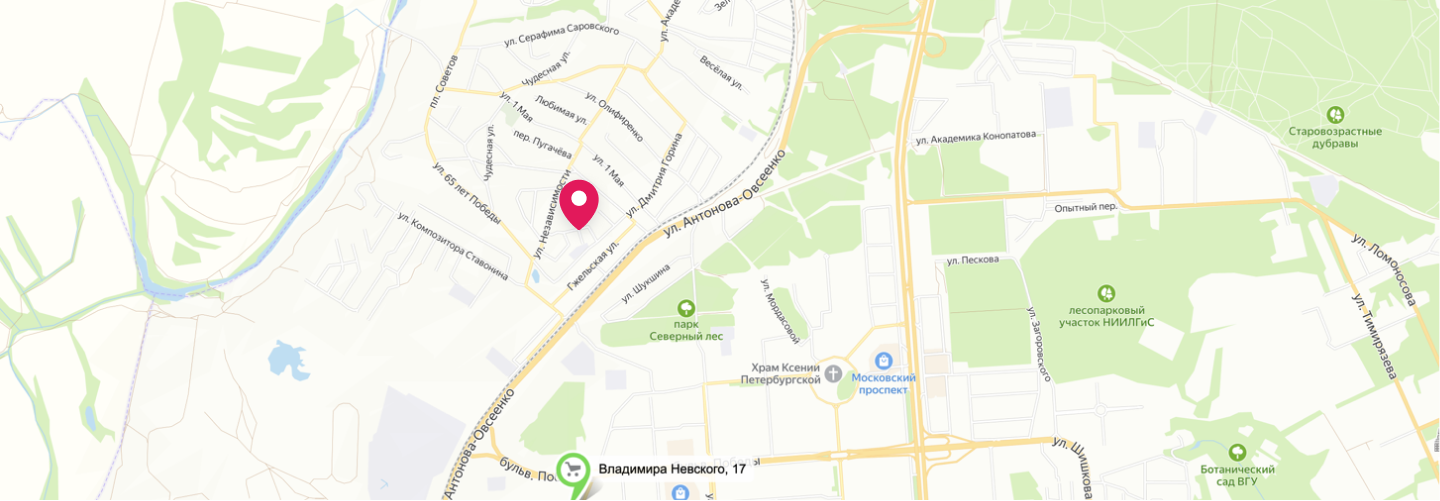 ул. Серафима Саровского
ул. Акаде
Зел
Весёлая ул.
пл. Советов
Чудесная ул.
ул. 1 Мая
Любимая ул.
ул. Олифиренко
пер. Пугачёва
Чудесная ул.
ул. 1 Мая
ул. Дмитрия Горина
ул. 65 лет Победы
ул. Независимости
ул. Антонова-Овсеенко
ул. Композитора Ставонина
Гжельская ул.
ул. Шукшина
ул. Академика Конопатова
Старовозрастные
дубравы
Опытный пер.
ул. Пескова
ул. Ломоносова
ул. Мордасовой
парк
Северный лес
лесопарковый
участок НИИЛГиС
ул. Загоровского
ул. Тимирязева
Храм Ксении
Петербургской
Московский
проспект
Антонова-Овсеенко
бульв. Поб
Владимира Невского, 17
Победы
ул. Шишкова
Ботанический
сад ВГУ